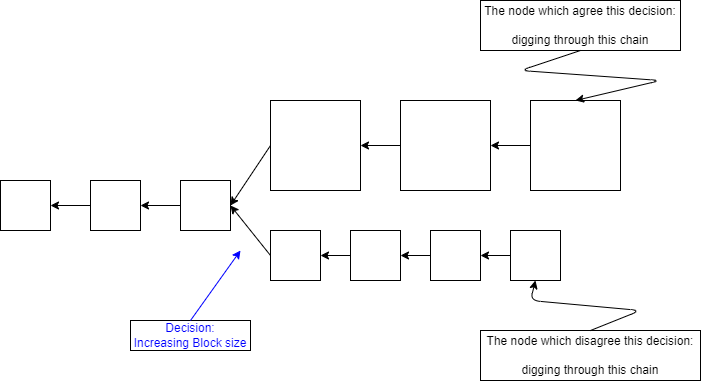 The node which agree this decision:
digging through this chain
Decision:
Increasing Block size
The node which disagree this decision:
digging through this chain